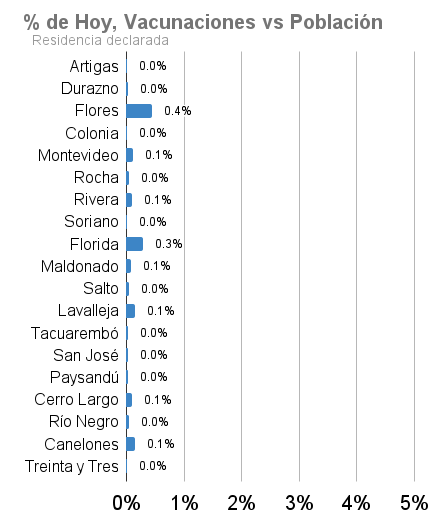 % de Hoy, Vacunaciones vs Población
Residencia declarada
Artigas 0.0%
Durazno 0.0%
Flores 0.4%
Colonia 0.0%
Montevideo 0.1%
Rocha 0.0%
Rivera 0.1%
Soriano 0.0%
Florida 0.3%
Maldonado 0.1%
Salto 0.0%
Lavalleja 0.1%
Tacuarembó 0.0%
San José 0.0%
Paysandú 0.0%
Cerro Largo 0.1%
Río Negro 0.0%
Canelones 0.1%
Treinta y Tres 0.0%
0% 1% 2% 3% 4% 5%